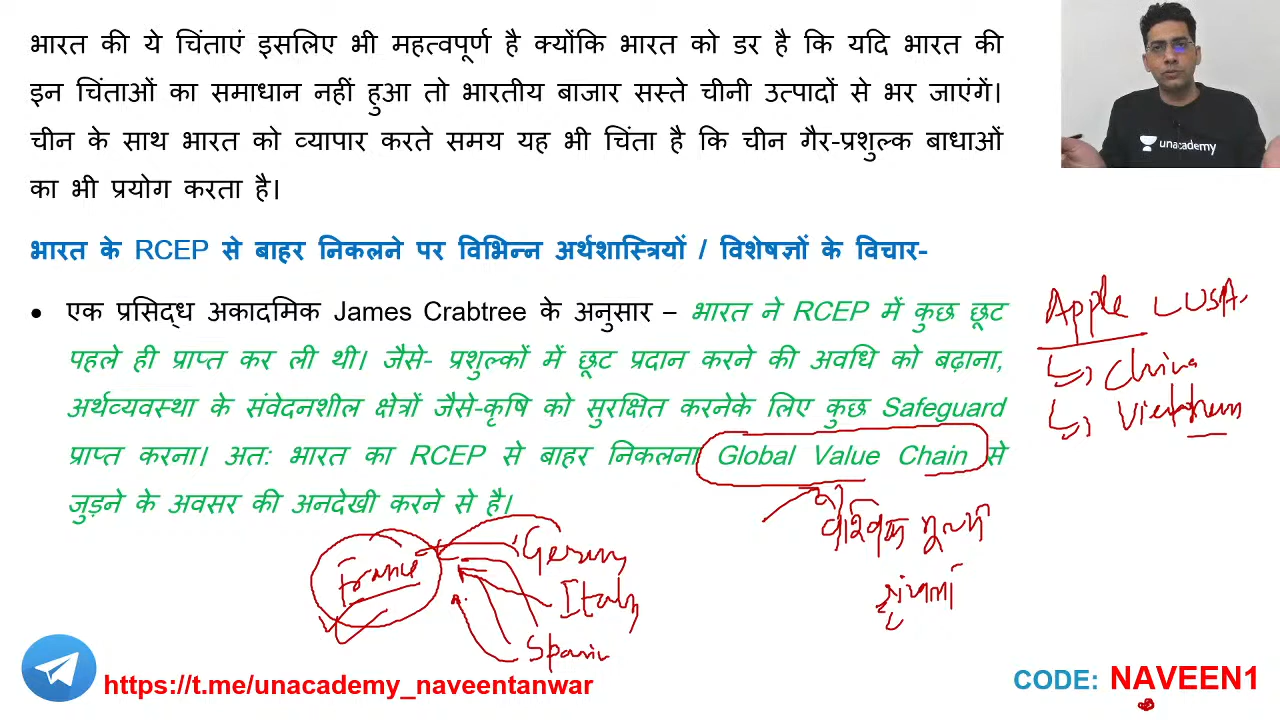 भारत की ये चिंताएं इसलिए भी महत्वपूर्ण है क्योंकि भारत को डर है कि यदि भारत की
इन चिंताओं का समाधान नहीं हुआ तो भारतीय बाजार सस्ते चीनी उत्पादों से भर जाएंगें।
चीन के साथ भारत को व्यापार करते समय यह भी चिंता है कि चीन गैर-प्रशुल्क बाधाओं
का भी प्रयोग करता है।
unacademy
भारत के RCEP से बाहर निकलने पर विभिन्न अर्थशास्त्रियों / विशेषज्ञों के विचार-
• एक प्रसिद्ध अकादमिक James Crabtree के अनुसार – भारत ने RCEP में कुछ छूट
पहले ही प्राप्त कर ली थी। जैसे- प्रशुल्कों में छूट प्रदान करने की अवधि को बढ़ाना,
अर्थव्यवस्था के संवेदनशील क्षेत्रों जैसे-कृषि को सुरक्षित करनेके लिए कुछ Safeguard
प्राप्त करना। अत: भारत का RCEP से बाहर निकलना Global Value Chain से
जुड़ने के अवसर की अनदेखी करने से है।
Apple USA
China
Vietnam
वैश्विक मूल्य
France
Germany
Italy
Spain
https://t.me/unacademy_naveentanwar
CODE: NAVEEN1